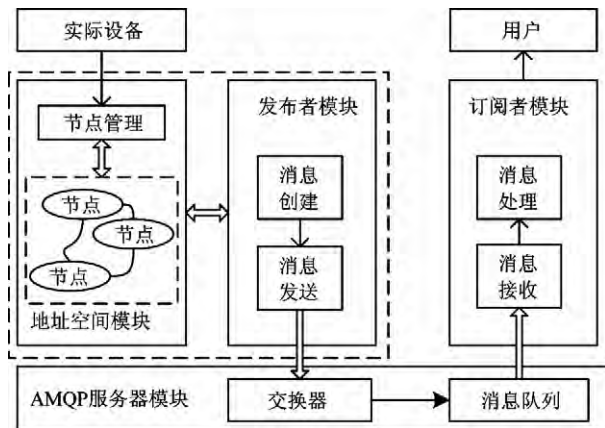 实际设备
用户
节点管理
节点
节点
节点
地址空间模块
发布者模块
消息
创建
消息
发送
订阅者模块
消息
处理
消息
接收
AMQP服务器模块
交换器
消息队列